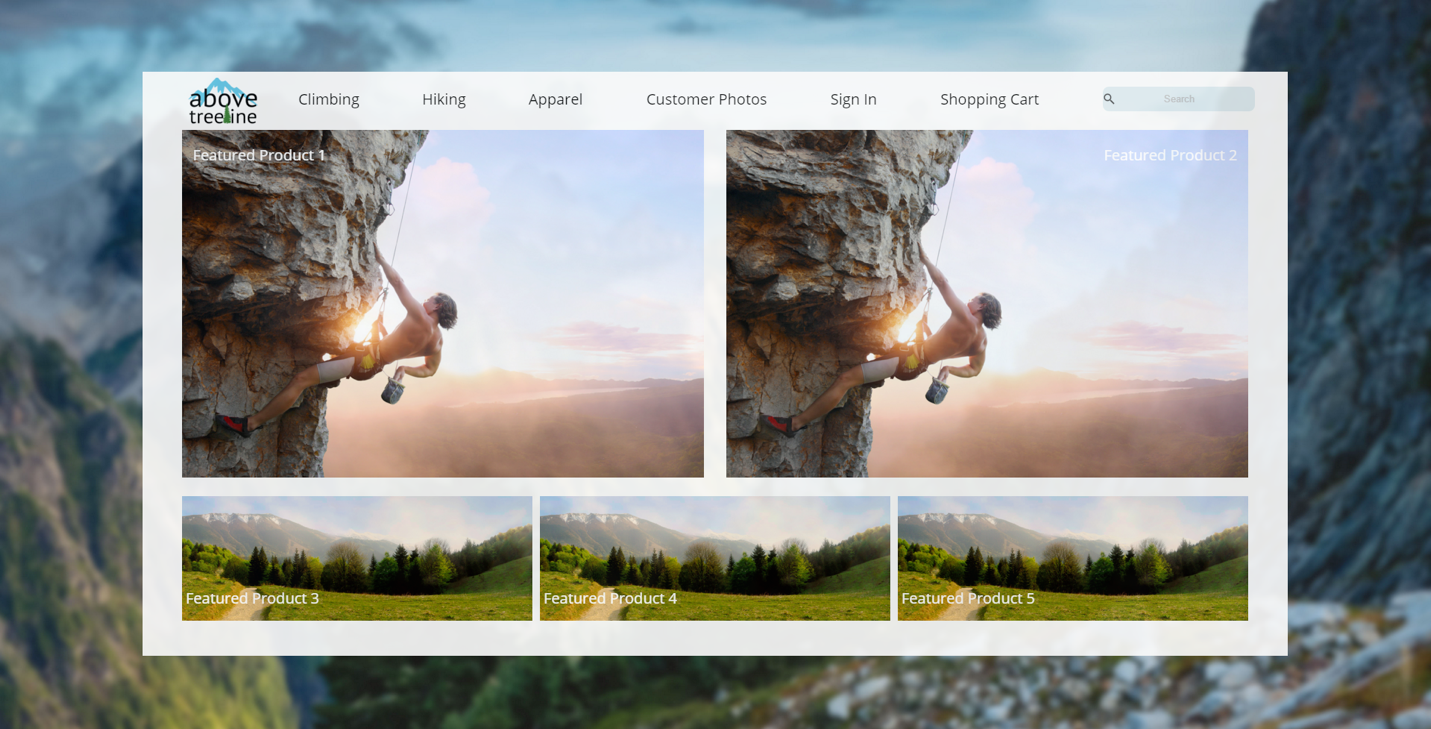 above
treeline
Climbing
Hiking
Apparel
Customer Photos
Sign In
Shopping Cart
Search
Featured Product 1
Featured Product 2
Featured Product 3
Featured Product 4
Featured Product 5